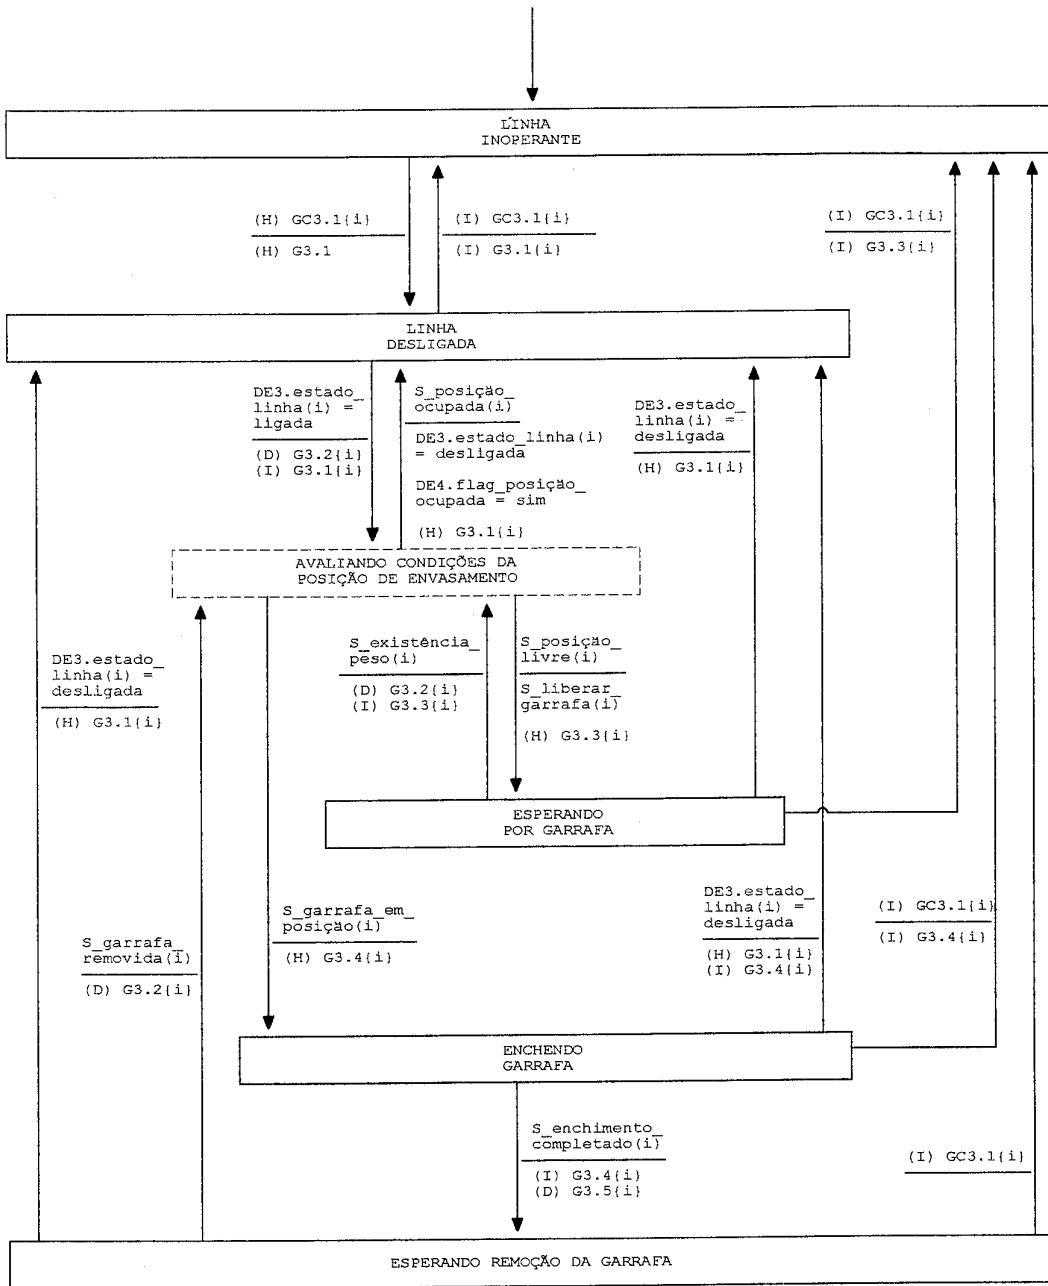 LÍNHA
INOPERANTE
(H) GC3.1{i}
(H) G3.1
(I) GC3.1{i}
(I) G3.1{i}
(I) GC3.1{i}
(I) G3.3{i}
LINHA
DESLIGADA
DE3.estado_
linha(i) =
ligada
(D) G3.2{i}
(I) G3.1{i}
S_posição_
ocupada(i)
DE3.estado_linha(i)
= desligada
DE4.flag_posição_
ocupada = sim
(H) G3.1{i}
DE3.estado_
linha(i) =
desligada
(H) G3.1{i}
AVALIANDO CONDIÇÕES DA
POSIÇÃO DE ENVASAMENTO
DE3.estado_
linha(i) =
desligada
(H) G3.1{i}
S_existência_
peso(i)
(D) G3.2{i}
(I) G3.3{i}
S_posição_
livre(i)
S_liberar_
garrafa(i)
(H) G3.3{i}
ESPERANDO
POR GARRAFA
S_garrafa_em_
posição(i)
(H) G3.4{i}
DE3.estado_
linha(i) =
desligada
(H) G3.1{i}
(I) G3.4{i}
(I) GC3.1{i}
(I) G3.4{i}
S_garrafa_
removida(i)
(D) G3.2{i}
ENCHENDO
GARRAFA
S_enchimento_
completado(i)
(I) G3.4{i}
(D) G3.5{i}
(I) GC3.1{i}
ESPERANDO REMOÇÃO DA GARRAFA